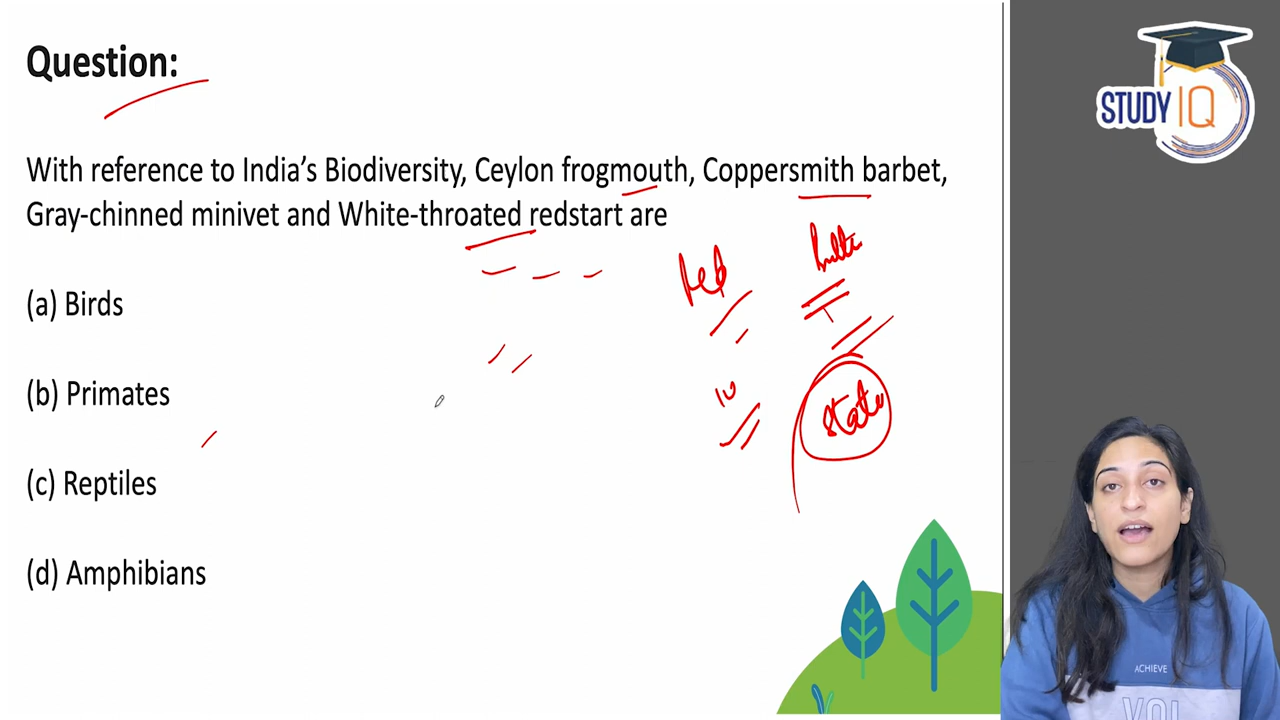 Question:
With reference to India's Biodiversity, Ceylon frogmouth, Coppersmith barbet,
Gray-chinned minivet and White-throated redstart are
(a) Birds
(b) Primates
(c) Reptiles
(d) Amphibians
Red
State
STUDY IQ
ACHIEVE